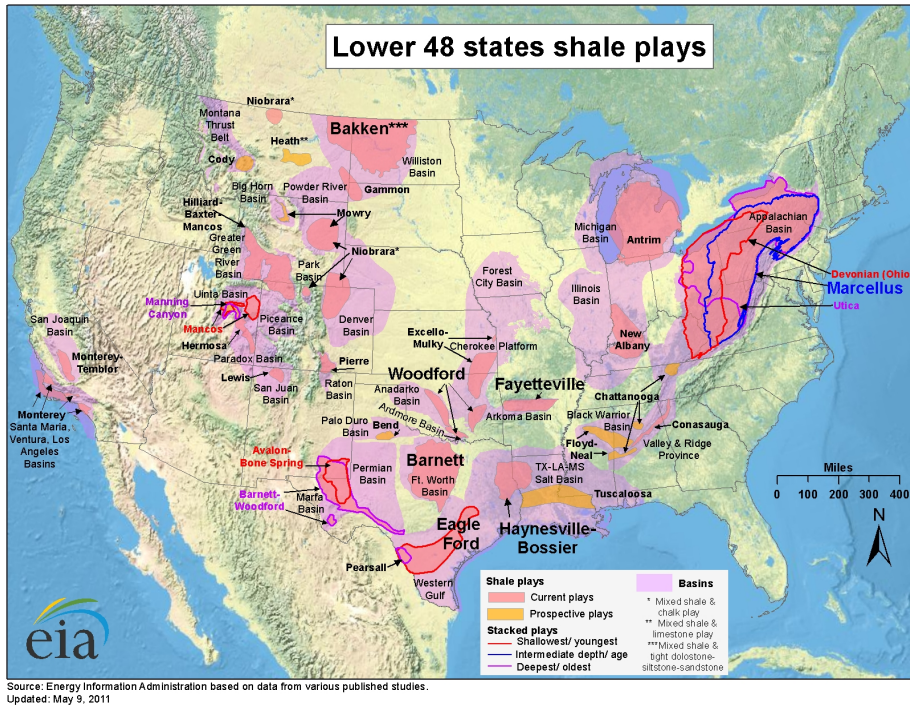 Lower 48 states shale plays
Niobrara*
Montana
Thrust
Belt
Bakken***
Heath**
Cody
Williston
Basin
Big Horn
Basin
Powder River
Basin
Gammon
Hilliard-
Baxter-
Mancos
Mowry
Greater
Green
River
Basin
Niobrara*
Park
Basin
Michigan
Basin
Antrim
Appalachian
Basin
Devonian (Ohio
Marcellus
Utica
Forest
City Basin
Illinois
Basin
Uinta Basin
Manning
Canyon
San Joaquin
Basin
Mancos
Piceance
Basin
Denver
Basin
Hermosa
Excello-
Mulky
Cherokee Platform
New
Albany
Monterey-
Temblor
Paradox Basin
Pierre
Lewis
San Juan
Basin
Raton
Basin
Woodford
Anadarko
Basin
Fayetteville
Chattanooga
Monterey
Santa Maria,
Ventura, Los
Angeles
Basins
Ardmore Basin
Arkoma Basin
Black Warrior
Basin
Conasauga
Palo Duro
Basin
Bend
Floyd-
Neal
Valley & Ridge
Province
Avalon-
Bone Spring
Permian
Basin
Barnett
Ft. Worth
Basin
TX-LA-MS
Salt Basin
Tuscaloosa
Barnett-
Woodford
Marfa
Basin
Eagle
Ford
Haynesville-
Bossier
Pearsall
Western
Gulf
Miles
0 100 200 300 400
N
Shale plays
Current plays
Prospective plays
Stacked plays
Shallowest/ youngest
Intermediate depth/ age
Deepest/ oldest
Basins
* Mixed shale &
chalk play
** Mixed shale &
limestone play
***Mixed shale &
tight dolostone-
siltstone-sandstone
eia
Source: Energy Information Administration based on data from various published studies.
Updated: May 9, 2011